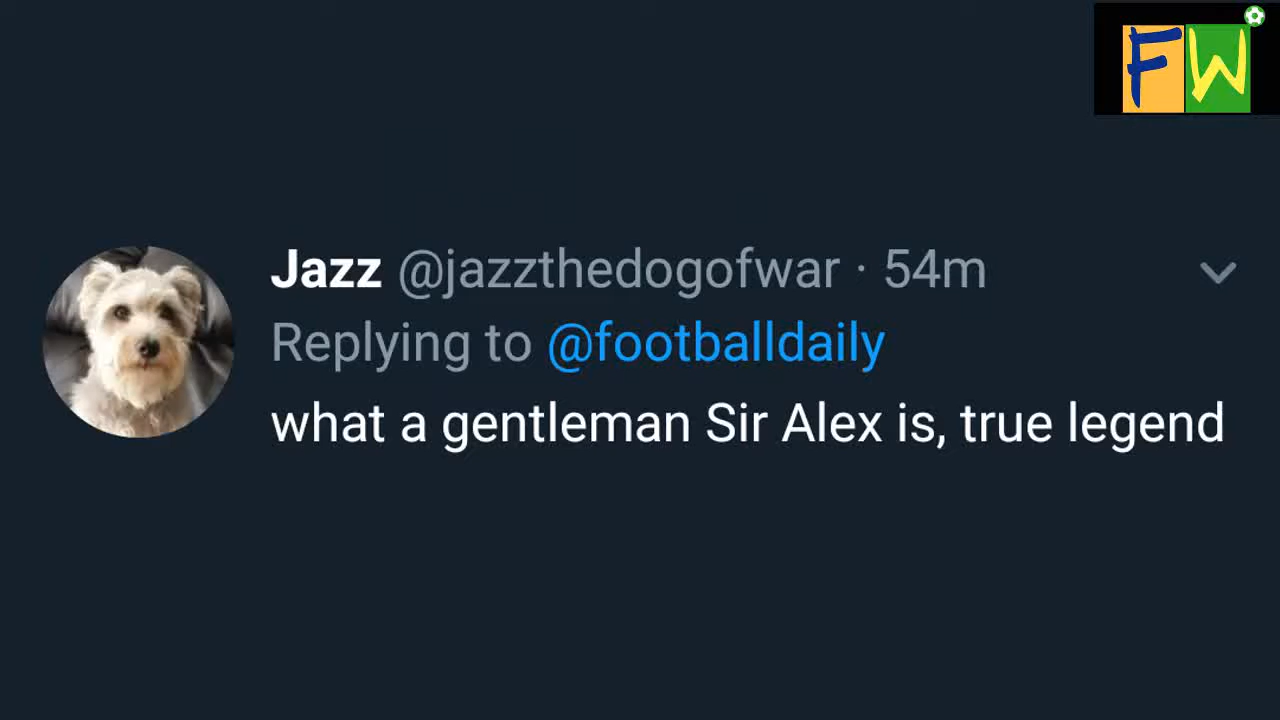 FW
Jazz @jazzthedogofwar · 54m
Replying to @footballdaily
what a gentleman Sir Alex is, true legend